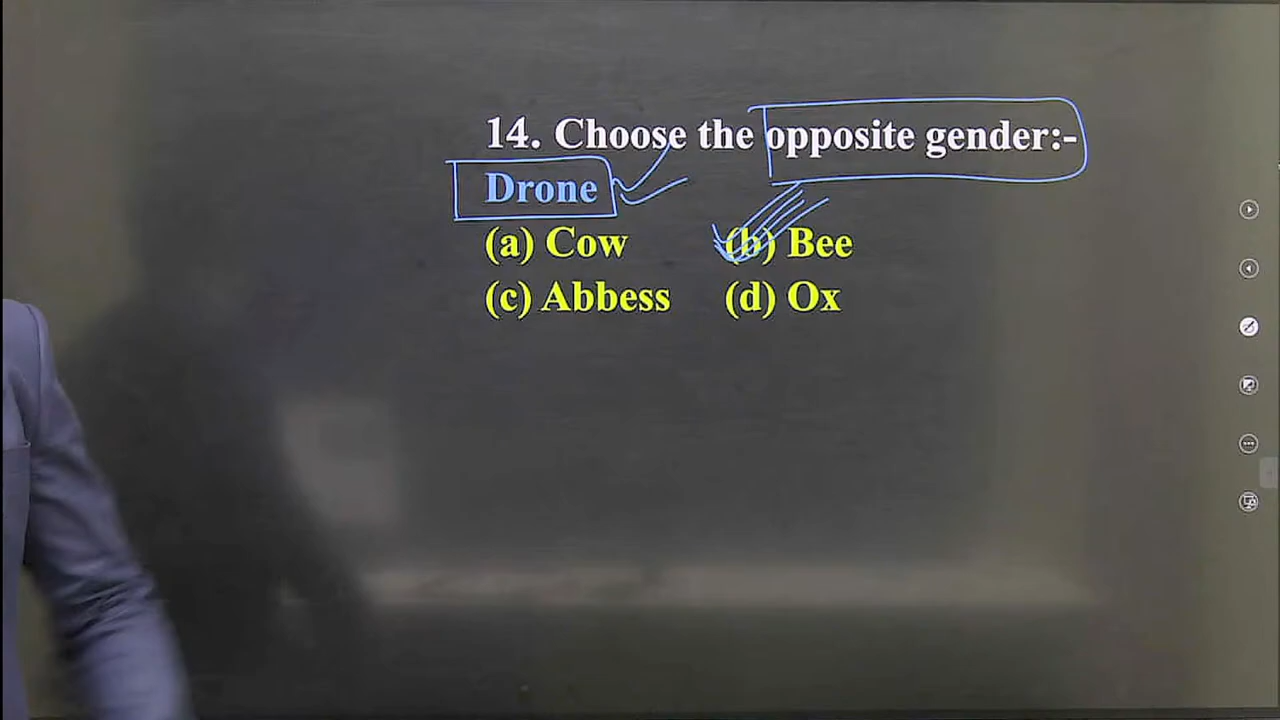 14. Choose the opposite gender:-
Drone
(a) Cow (b) Bee
(c) Abbess (d) Ox